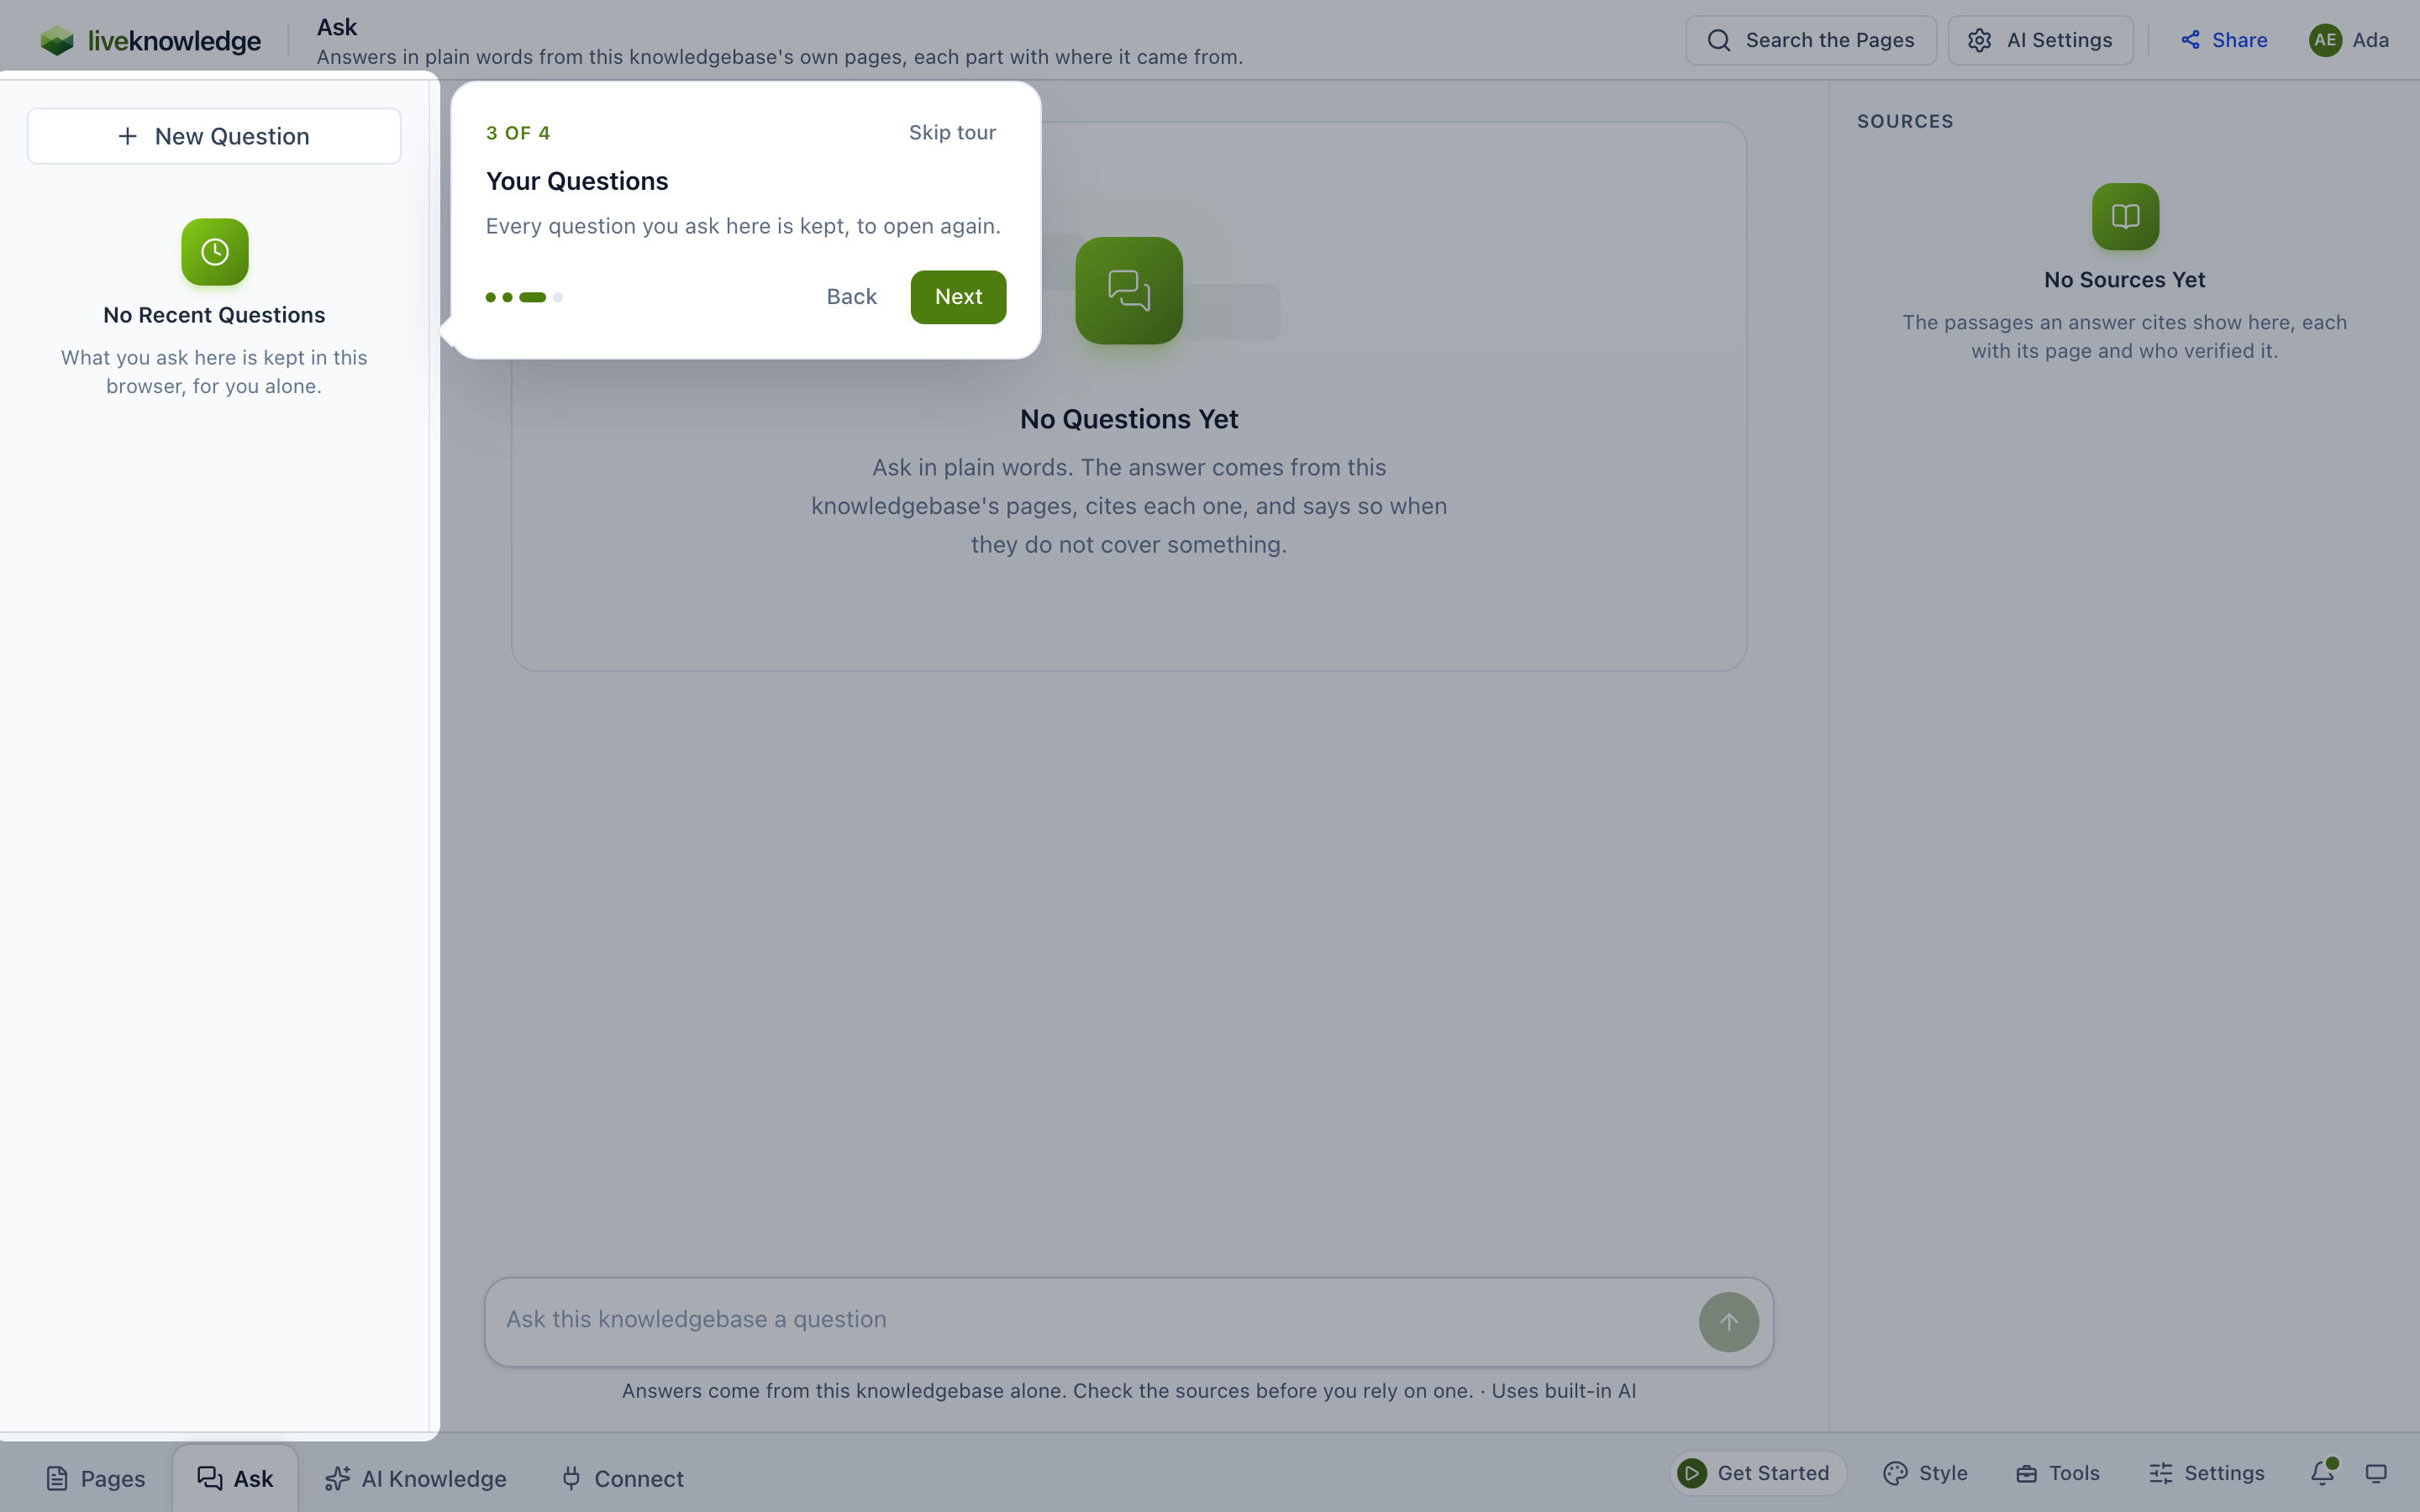 liveknowledge
Ask
Answers in plain words from this knowledgebase's own pages, each part with where it came from.
Search the Pages
AI Settings
Share
AE
Ada
New Question
No Recent Questions
What you ask here is kept in this
browser, for you alone.
3 OF 4
Skip tour
Your Questions
Every question you ask here is kept, to open again.
Back
Next
No Questions Yet
Ask in plain words. The answer comes from this
knowledgebase's pages, cites each one, and says so when
they do not cover something.
SOURCES
No Sources Yet
The passages an answer cites show here, each
with its page and who verified it.
Ask this knowledgebase a question
Answers come from this knowledgebase alone. Check the sources before you rely on one. · Uses built-in AI
Pages
Ask
AI Knowledge
Connect
Get Started
Style
Tools
Settings